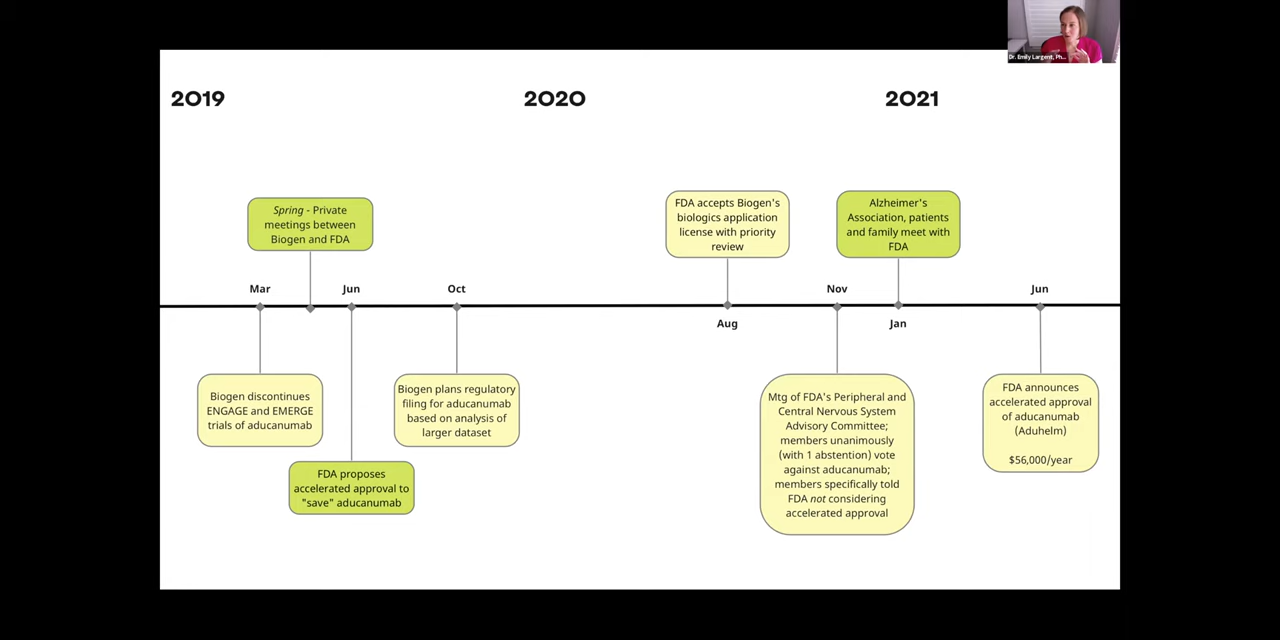 Dr. Emily Largent, Ph...
2019
2020
2021
Spring - Private
meetings between
Biogen and FDA
FDA accepts Biogen's
biologics application
license with priority
review
Alzheimer's
Association, patients
and family meet with
FDA
Mar
Jun
Oct
Nov
Jun
Aug
Jan
Biogen discontinues
ENGAGE and EMERGE
trials of aducanumab
FDA proposes
accelerated approval to
"save" aducanumab
Biogen plans regulatory
filing for aducanumab
based on analysis of
larger dataset
Mtg of FDA's Peripheral and
Central Nervous System
Advisory Committee;
members unanimously
(with 1 abstention) vote
against aducanumab;
members specifically told
FDA not considering
accelerated approval
FDA announces
accelerated approval
of aducanumab
(Aduhelm)
$56,000/year